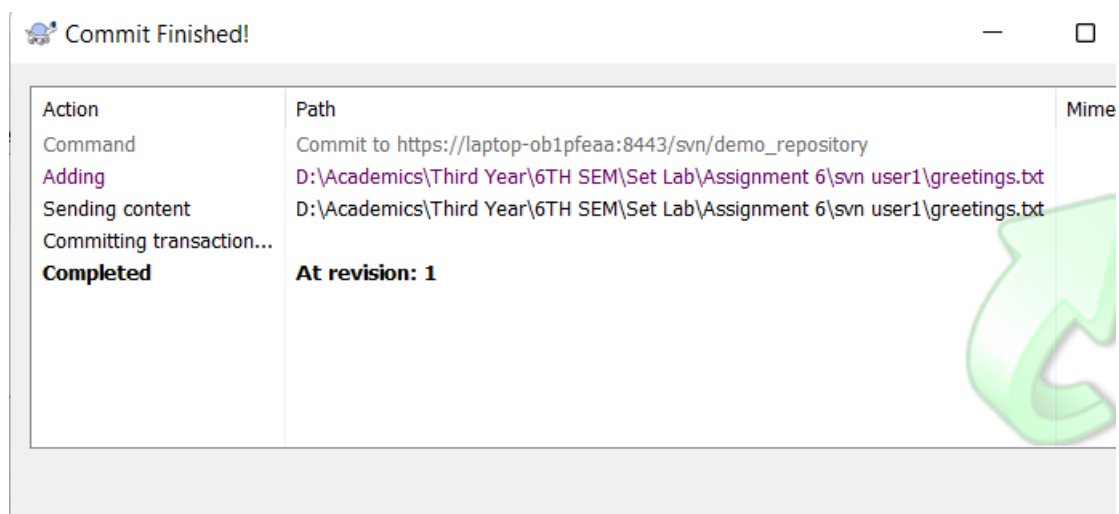 Commit Finished!
Action Path Mime
Command Commit to https://laptop-ob1pfeaa:8443/svn/demo_repository
Adding D:\Academics\Third Year\6TH SEM\Set Lab\Assignment 6\svn user1\greetings.txt
Sending content D:\Academics\Third Year\6TH SEM\Set Lab\Assignment 6\svn user1\greetings.txt
Committing transaction...
Completed At revision: 1